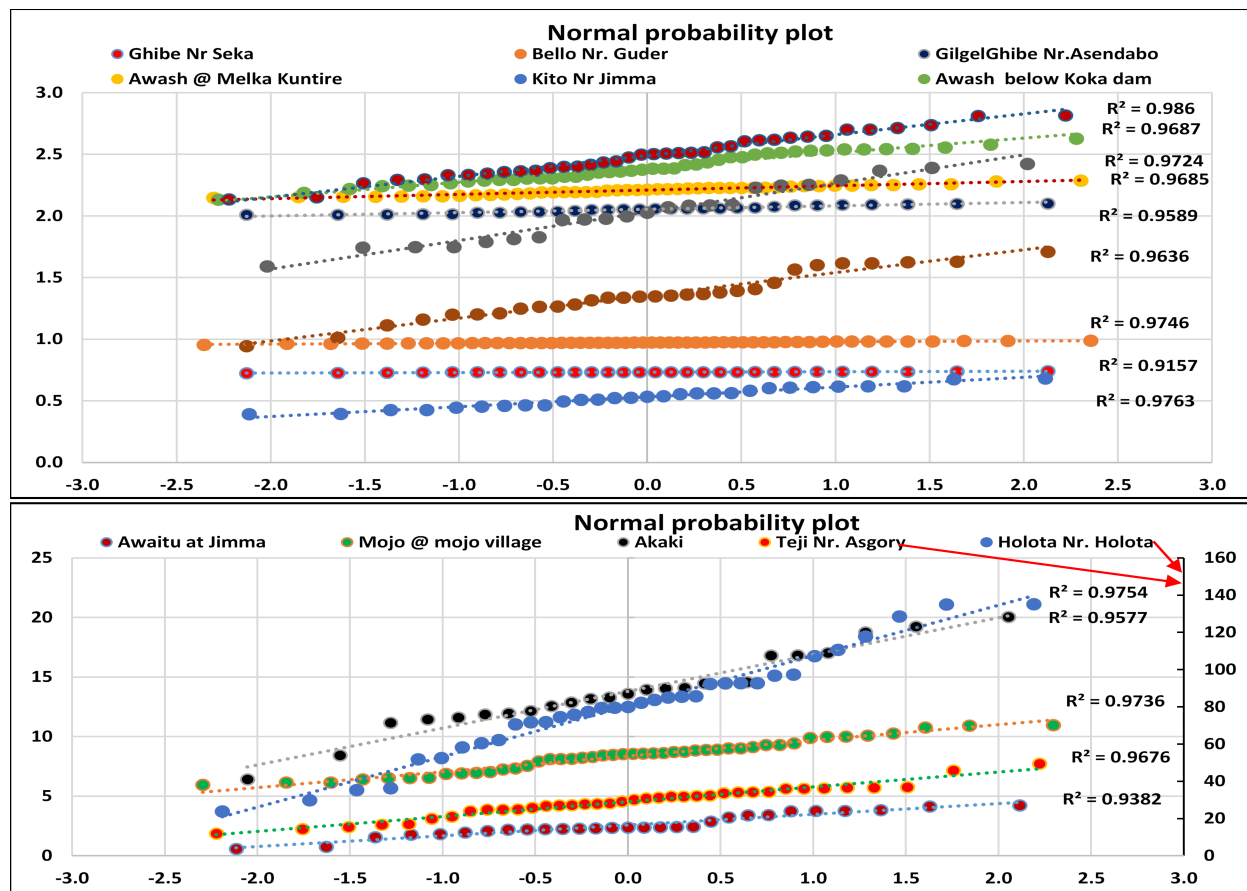 Normal probability plot
Ghibe Nr Seka Bello Nr. Guder GilgelGhibe Nr.Asendabo
Awash @ Melka Kuntire Kito Nr Jimma Awash below Koka dam
3.0
2.5
2.0
1.5
1.0
0.5
0.0
R² = 0.986
R² = 0.9687
R² = 0.9724
R² = 0.9685
R² = 0.9589
R² = 0.9636
R² = 0.9746
R² = 0.9157
R² = 0.9763
-3.0 -2.5 -2.0 -1.5 -1.0 -0.5 0.0 0.5 1.0 1.5 2.0 2.5 3.0
Normal probability plot
Awaitu at Jimma Mojo @ mojo village Akaki Teji Nr. Asgory Holota Nr. Holota
25
20
15
10
5
0
R² = 0.9754
R² = 0.9577
R² = 0.9736
R² = 0.9676
R² = 0.9382
160
140
120
100
80
60
40
20
0
-3.0 -2.5 -2.0 -1.5 -1.0 -0.5 0.0 0.5 1.0 1.5 2.0 2.5 3.0